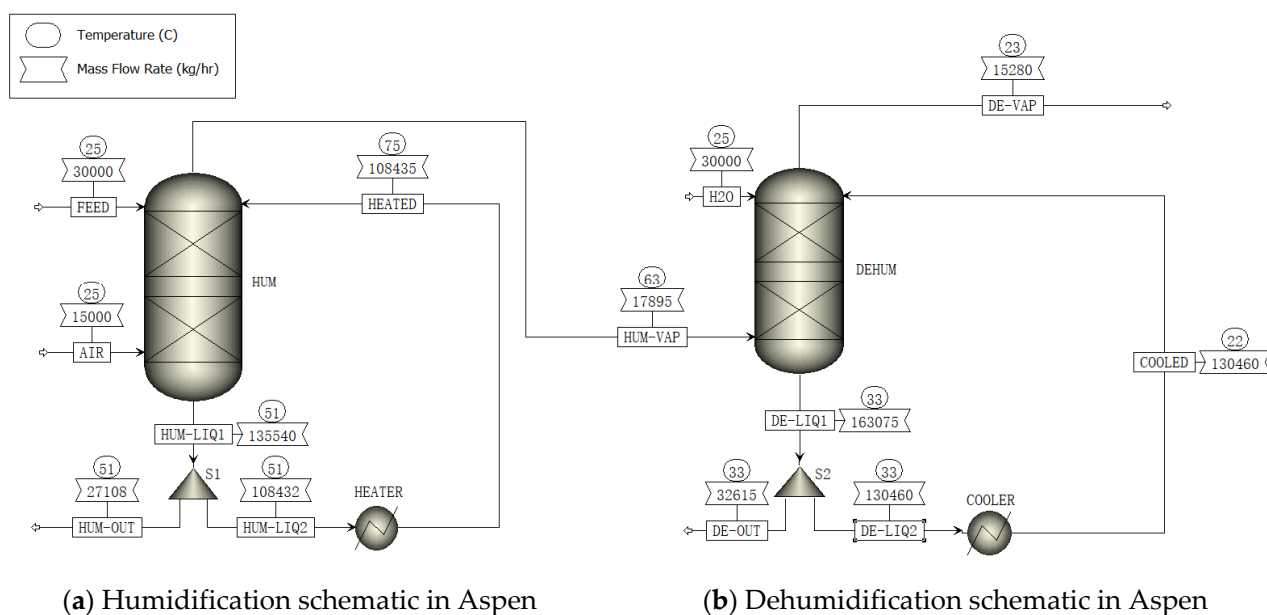 Temperature (C)
Mass Flow Rate (kg/hr)
25
30000
FEED
75
108435
HEATED
HUM
25
15000
AIR
63
17895
HUM-VAP
51
HUM-LIQ1
135540
S1
51
27108
HUM-OUT
51
108432
HUM-LIQ2
HEATER
23
15280
DE-VAP
25
30000
H2O
DEHUM
22
COOLED
130460
33
DE-LIQ1
163075
S2
33
32615
DE-OUT
33
130460
DE-LIQ2
COOLER
(a) Humidification schematic in Aspen
(b) Dehumidification schematic in Aspen